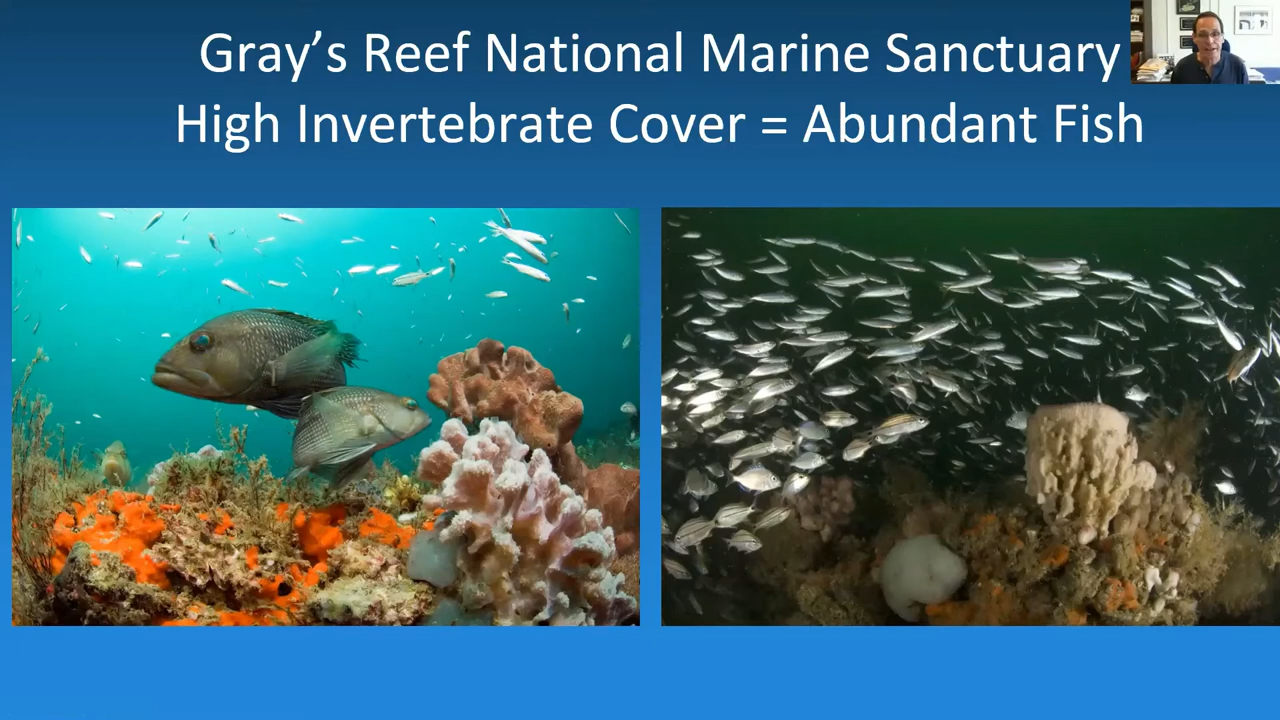 Gray’s Reef National Marine Sanctuary
High Invertebrate Cover = Abundant Fish